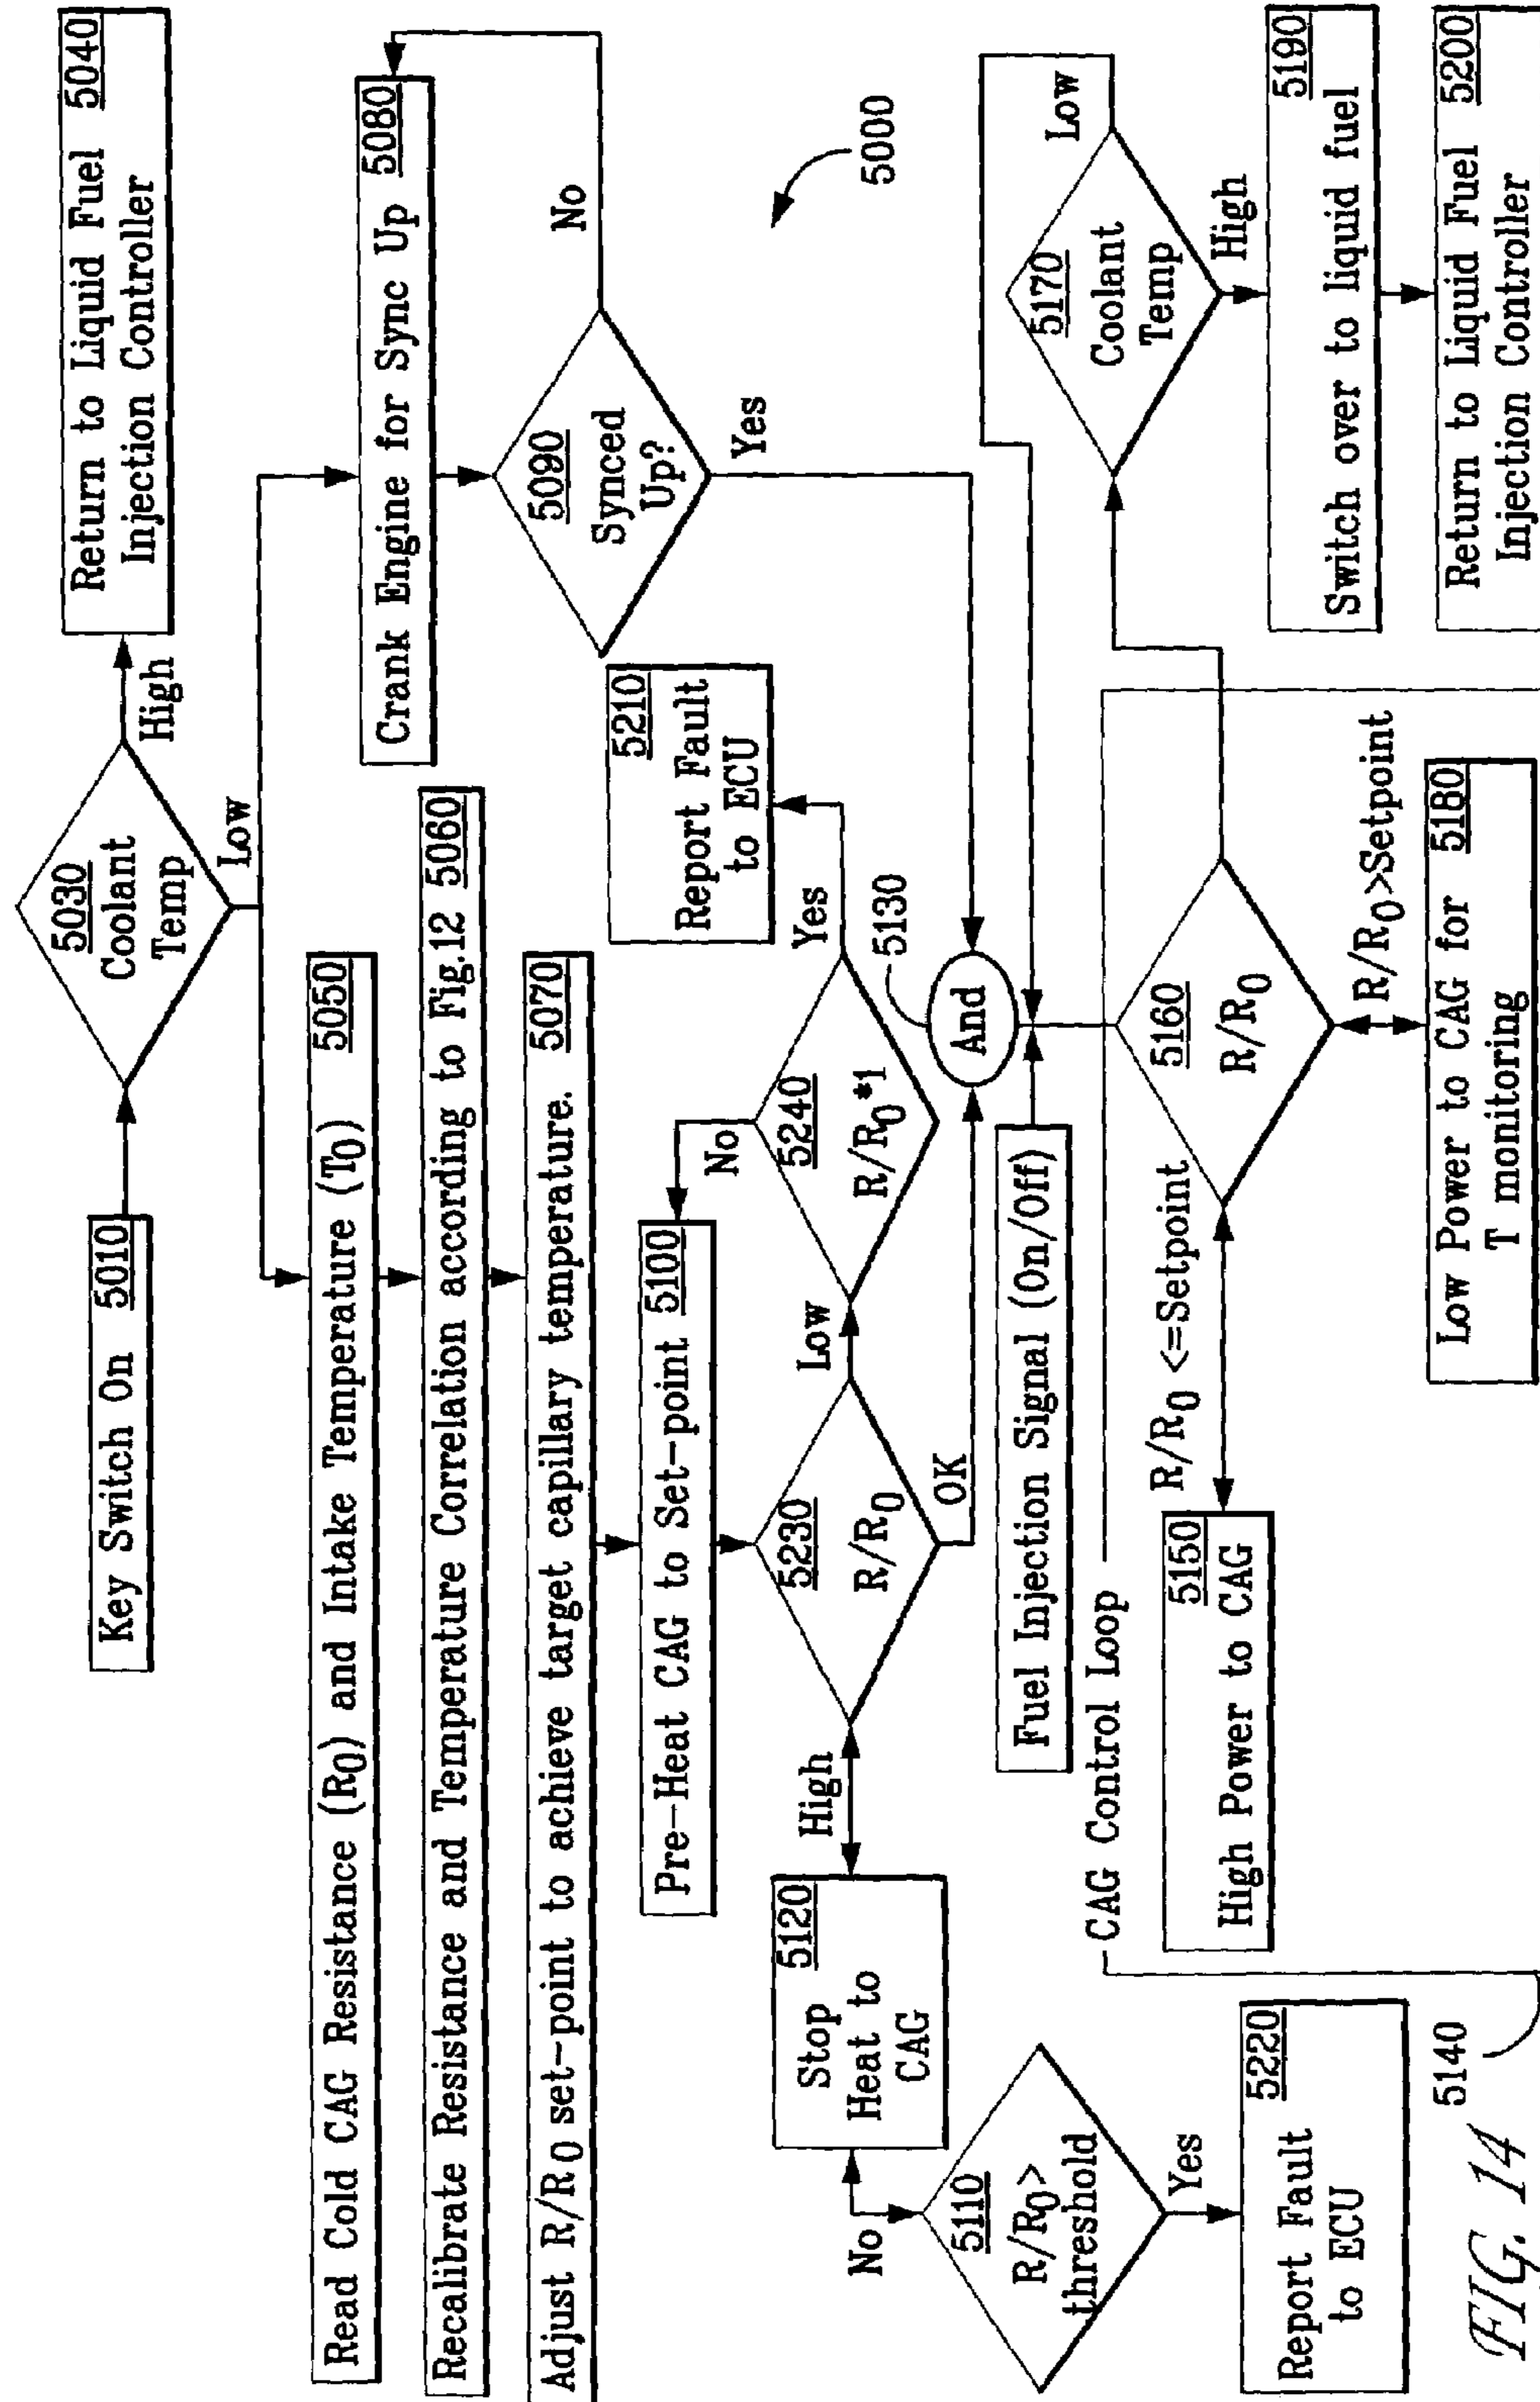 Key Switch On 5010
5030
Coolant
Temp
High
Low
Return to Liquid Fuel 5040
Injection Controller
Read Cold CAG Resistance (R0) and Intake Temperature (T0) 5050
Recalibrate Resistance and Temperature Correlation according to Fig.12 5060
Adjust R/R0 set-point to achieve target capillary temperature. 5070
Crank Engine for Sync Up 5080
5090
Synced
Up?
No
Yes
Pre-Heat CAG to Set-point 5100
5230
R/R0
High
Low
OK
5240
R/R0*1
No
Yes
5210
Report Fault
to ECU
5120
Stop
Heat to
CAG
No
5110
R/R0>
threshold
Yes
5220
Report Fault
to ECU
5130
And
Fuel Injection Signal (On/Off)
CAG Control Loop
5140
5150
High Power to CAG
R/R0 <=Setpoint
5160
R/R0
R/R0>Setpoint
Low Power to CAG for 5180
T monitoring
5170
Coolant
Temp
Low
High
5190
Switch over to liquid fuel
Return to Liquid Fuel 5200
Injection Controller
5000
FIG. 14